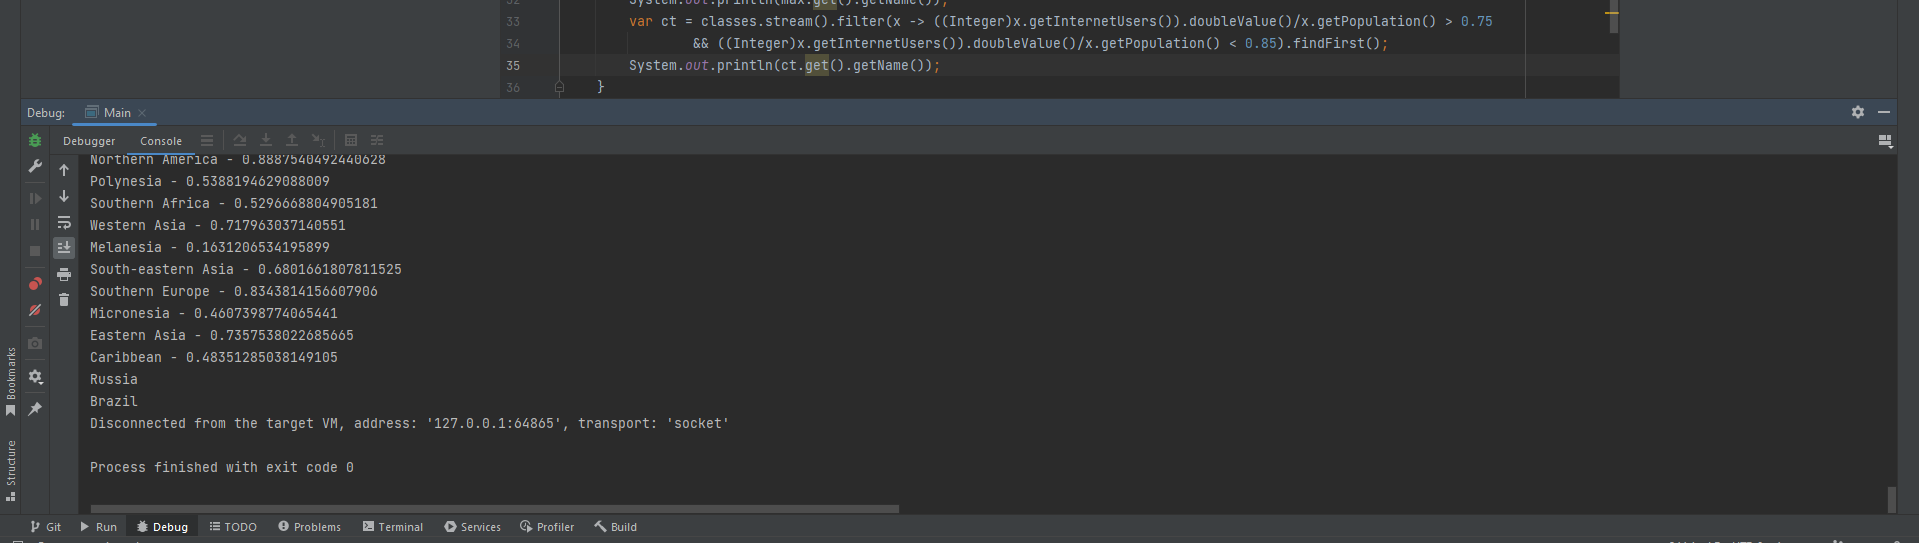 32 System.out.println(max.get().getName());
33 var ct = classes.stream().filter(x -> ((Integer)x.getInternetUsers()).doubleValue()/x.getPopulation() > 0.75
34 && ((Integer)x.getInternetUsers()).doubleValue()/x.getPopulation() < 0.85).findFirst();
35 System.out.println(ct.get().getName());
36 }
Debug: Main
Debugger Console
Northern America - 0.8887540492440628
Polynesia - 0.5388194629088009
Southern Africa - 0.5296668804905181
Western Asia - 0.717963037140551
Melanesia - 0.1631206534195899
South-eastern Asia - 0.6801661807811525
Southern Europe - 0.8343814156607906
Micronesia - 0.4607398774065441
Eastern Asia - 0.7357538022685665
Caribbean - 0.48351285038149105
Russia
Brazil
Disconnected from the target VM, address: '127.0.0.1:64865', transport: 'socket'
Process finished with exit code 0
Bookmarks
Structure
Git Run Debug TODO Problems Terminal Services Profiler Build